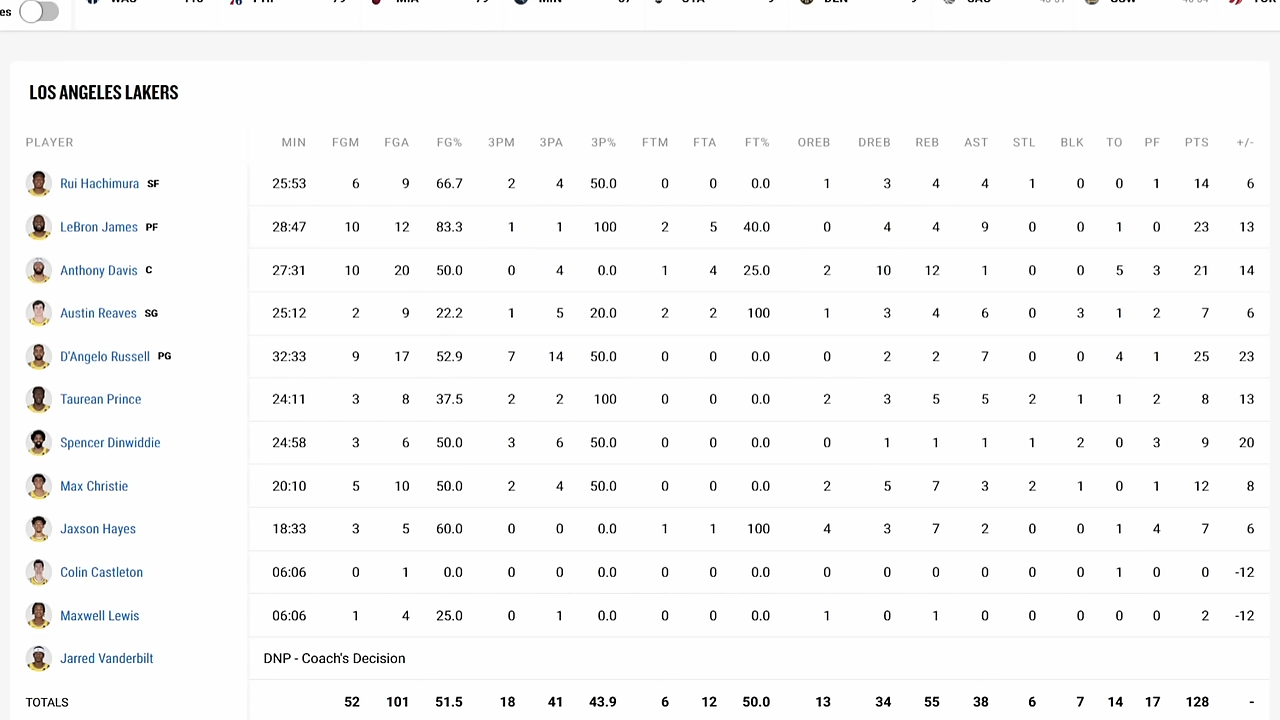 es
LOS ANGELES LAKERS
PLAYER MIN FGM FGA FG% 3PM 3PA 3P% FTM FTA FT% OREB DREB REB AST STL BLK TO PF PTS +/-
Rui Hachimura SF 25:53 6 9 66.7 2 4 50.0 0 0 0.0 1 3 4 4 1 0 0 1 14 6
LeBron James PF 28:47 10 12 83.3 1 1 100 2 5 40.0 0 4 4 9 0 0 1 0 23 13
Anthony Davis C 27:31 10 20 50.0 0 4 0.0 1 4 25.0 2 10 12 1 0 0 5 3 21 14
Austin Reaves SG 25:12 2 9 22.2 1 5 20.0 2 2 100 1 3 4 6 0 3 1 2 7 6
D'Angelo Russell PG 32:33 9 17 52.9 7 14 50.0 0 0 0.0 0 2 2 7 0 0 4 1 25 23
Taurean Prince 24:11 3 8 37.5 2 2 100 0 0 0.0 2 3 5 5 2 1 1 2 8 13
Spencer Dinwiddie 24:58 3 6 50.0 3 6 50.0 0 0 0.0 0 1 1 1 1 2 0 3 9 20
Max Christie 20:10 5 10 50.0 2 4 50.0 0 0 0.0 2 5 7 3 2 1 0 1 12 8
Jaxson Hayes 18:33 3 5 60.0 0 0 0.0 1 1 100 4 3 7 2 0 0 1 4 7 6
Colin Castleton 06:06 0 1 0.0 0 0 0.0 0 0 0.0 0 0 0 0 0 0 1 0 0 -12
Maxwell Lewis 06:06 1 4 25.0 0 1 0.0 0 0 0.0 1 0 1 0 0 0 0 0 2 -12
Jarred Vanderbilt DNP - Coach's Decision
TOTALS 52 101 51.5 18 41 43.9 6 12 50.0 13 34 55 38 6 7 14 17 128 -